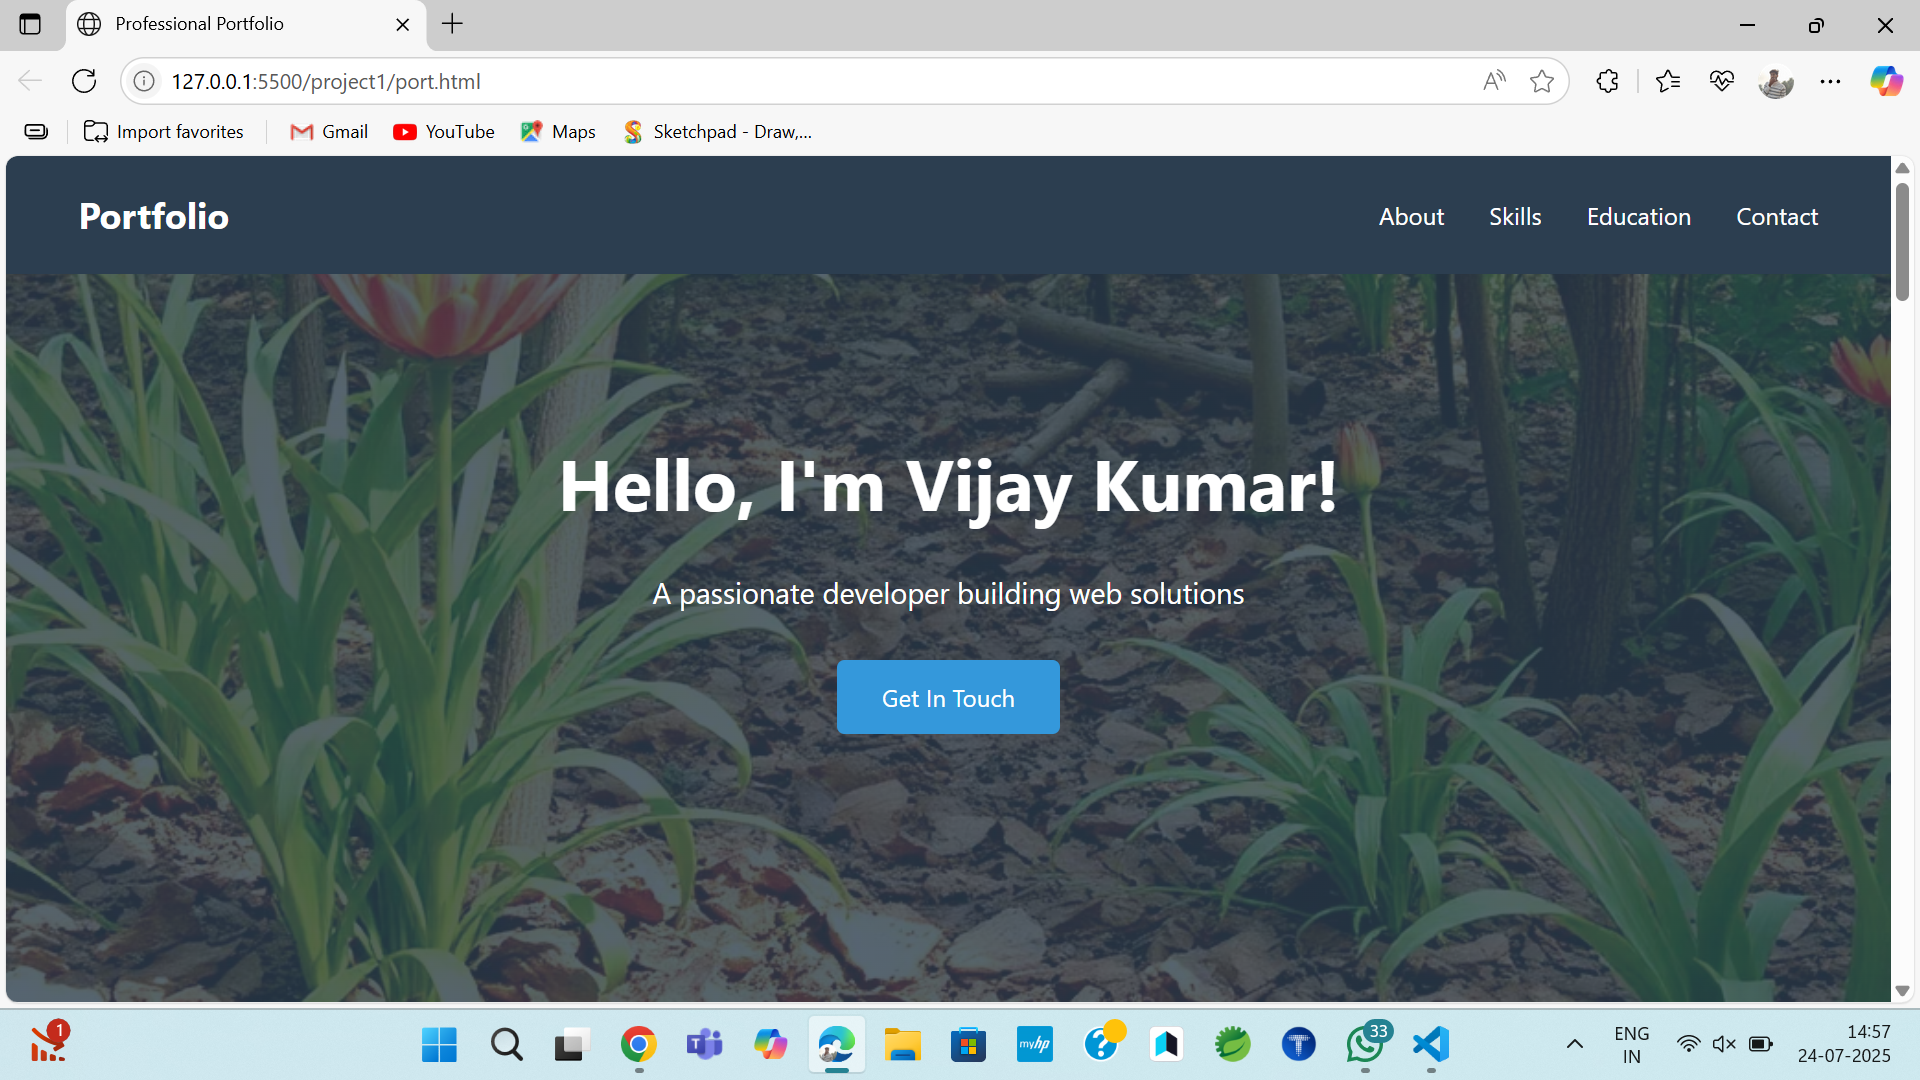 Professional Portfolio
127.0.0.1:5500/project1/port.html
Import favorites
Gmail
YouTube
Maps
Sketchpad - Draw,...
Portfolio
About
Skills
Education
Contact
Hello, I'm Vijay Kumar!
A passionate developer building web solutions
Get In Touch
1
myhp
33
ENG
IN
14:57
24-07-2025